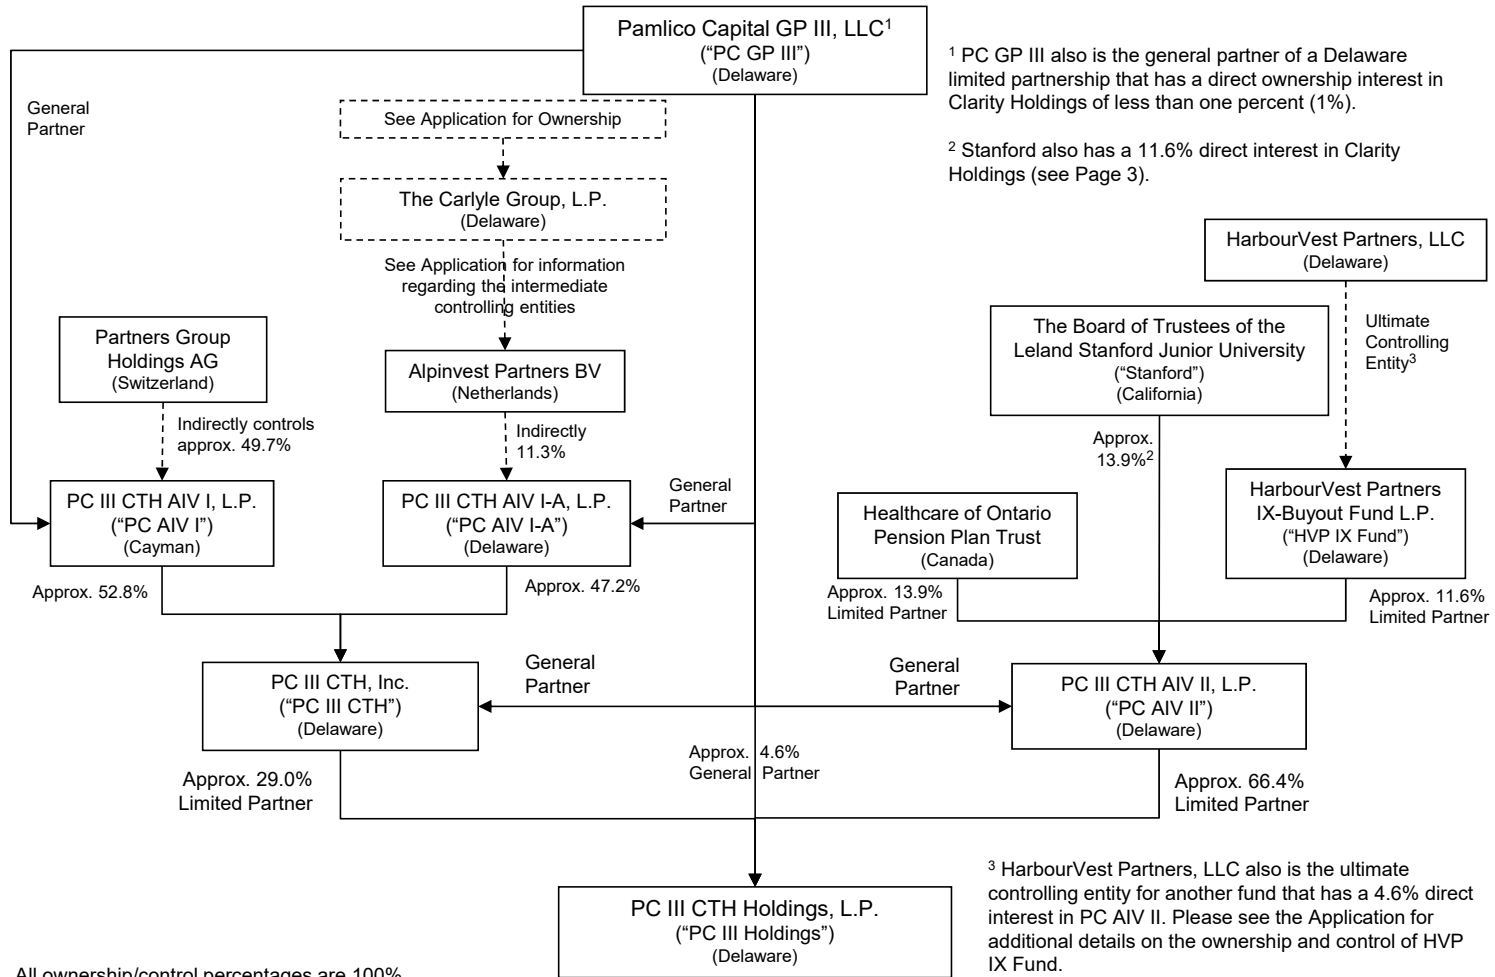 Pamlico Capital GP III, LLC¹
(“PC GP III”)
(Delaware)
¹ PC GP III also is the general partner of a Delaware
limited partnership that has a direct ownership interest in
Clarity Holdings of less than one percent (1%).
² Stanford also has a 11.6% direct interest in Clarity
Holdings (see Page 3).
General
Partner
See Application for Ownership
The Carlyle Group, L.P.
(Delaware)
See Application for information
regarding the intermediate
controlling entities
HarbourVest Partners, LLC
(Delaware)
Ultimate
Controlling
Entity³
Partners Group
Holdings AG
(Switzerland)
Alpinvest Partners BV
(Netherlands)
The Board of Trustees of the
Leland Stanford Junior University
(“Stanford”)
(California)
Indirectly controls
approx. 49.7%
Indirectly
11.3%
Approx.
13.9%²
PC III CTH AIV I, L.P.
(“PC AIV I”)
(Cayman)
PC III CTH AIV I-A, L.P.
(“PC AIV I-A”)
(Delaware)
General
Partner
Healthcare of Ontario
Pension Plan Trust
(Canada)
HarbourVest Partners
IX-Buyout Fund L.P.
(“HVP IX Fund”)
(Delaware)
Approx. 52.8%
Approx. 47.2%
Approx. 13.9%
Limited Partner
Approx. 11.6%
Limited Partner
PC III CTH, Inc.
(“PC III CTH”)
(Delaware)
General
Partner
General
Partner
PC III CTH AIV II, L.P.
(“PC AIV II”)
(Delaware)
Approx. 29.0%
Limited Partner
Approx. 4.6%
General Partner
Approx. 66.4%
Limited Partner
PC III CTH Holdings, L.P.
(“PC III Holdings”)
(Delaware)
³ HarbourVest Partners, LLC also is the ultimate
controlling entity for another fund that has a 4.6% direct
interest in PC AIV II. Please see the Application for
additional details on the ownership and control of HVP
IX Fund.
All ownership/control percentages are 100%